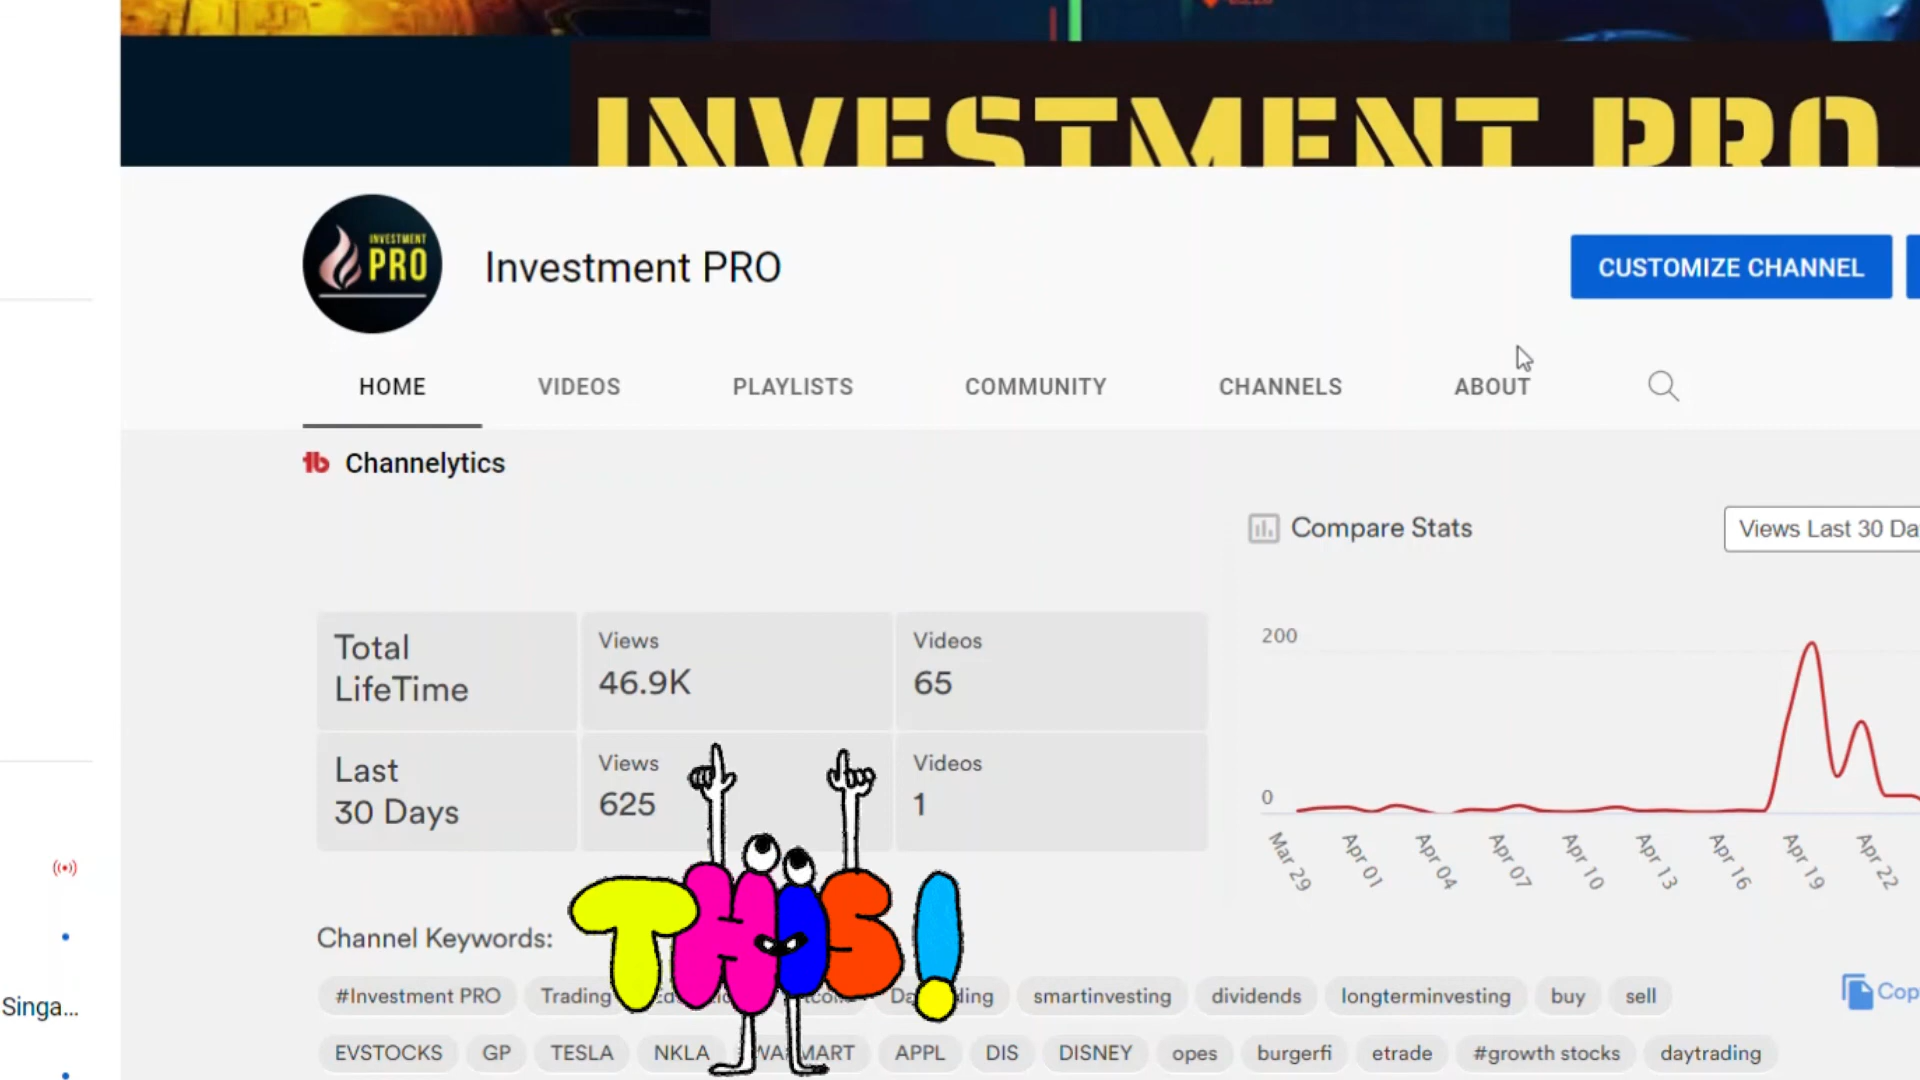 INVESTMENT PRO
INVESTMENT
PRO
Investment PRO
CUSTOMIZE CHANNEL
HOME VIDEOS PLAYLISTS COMMUNITY CHANNELS ABOUT
Channelytics
Compare Stats
Views Last 30 Da
Total
LifeTime
Views
46.9K
Videos
65
Last
30 Days
Views
625
Videos
1
200
0
Mar 29 Apr 01 Apr 04 Apr 07 Apr 10 Apr 13 Apr 16 Apr 19 Apr 22
THIS!
Channel Keywords:
#Investment PRO Trading smartinvesting dividends longterminvesting buy sell
Cop
EVSTOCKS GP TESLA NKLA WALMART APPL DIS DISNEY opes burgerfi etrade #growth stocks daytrading
Singa...